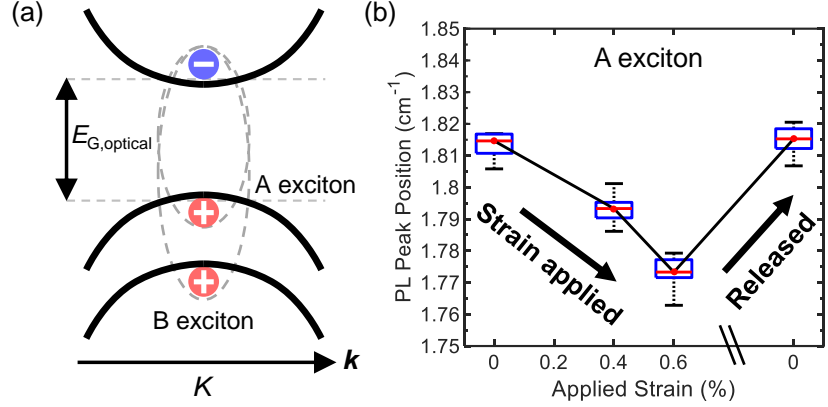 (a)
−
E_G,optical
A exciton
+
+
B exciton
k
K
(b)
A exciton
PL Peak Position (cm⁻¹)
1.85
1.84
1.83
1.82
1.81
1.8
1.79
1.77
1.76
1.75
Strain applied
Released
0
0.2
0.4
0.6
0
Applied Strain (%)